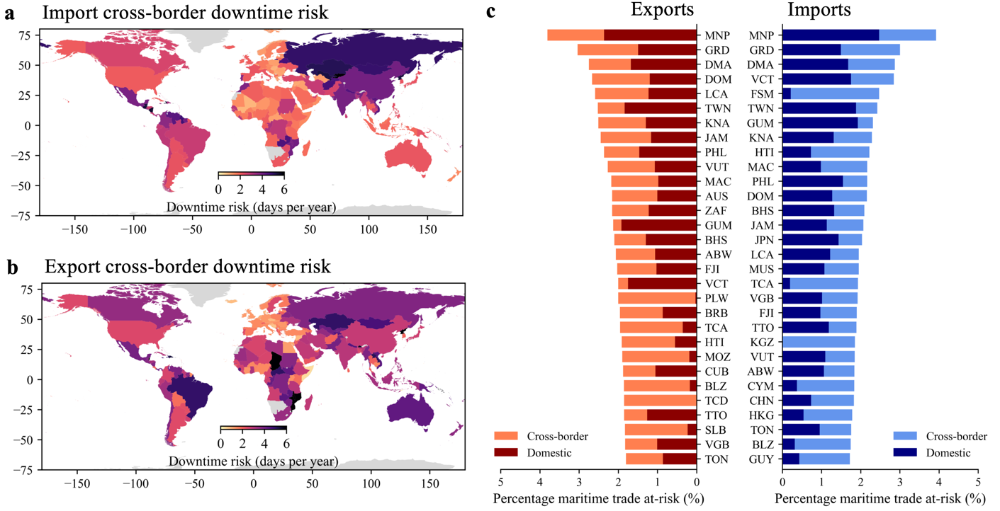 a Import cross-border downtime risk
75
50
25
0
−25
−50
−75
0 2 4 6
Downtime risk (days per year)
−150 −100 −50 0 50 100 150
b Export cross-border downtime risk
75
50
25
0
−25
−50
−75
0 2 4 6
Downtime risk (days per year)
−150 −100 −50 0 50 100 150
c Exports Imports
MNP MNP
GRD GRD
DMA DMA
DOM VCT
LCA FSM
TWN TWN
KNA GUM
JAM KNA
PHL HTI
VUT MAC
MAC PHL
AUS DOM
ZAF BHS
GUM JAM
BHS JPN
ABW LCA
FJI MUS
VCT TCA
PLW VGB
BRB FJI
TCA TTO
HTI KGZ
MOZ VUT
CUB ABW
BLZ CYM
TCD CHN
TTO HKG
SLB TON
VGB BLZ
TON GUY
Cross-border
Domestic
Cross-border
Domestic
5 4 3 2 1 0 0 1 2 3 4 5
Percentage maritime trade at-risk (%) Percentage maritime trade at-risk (%)